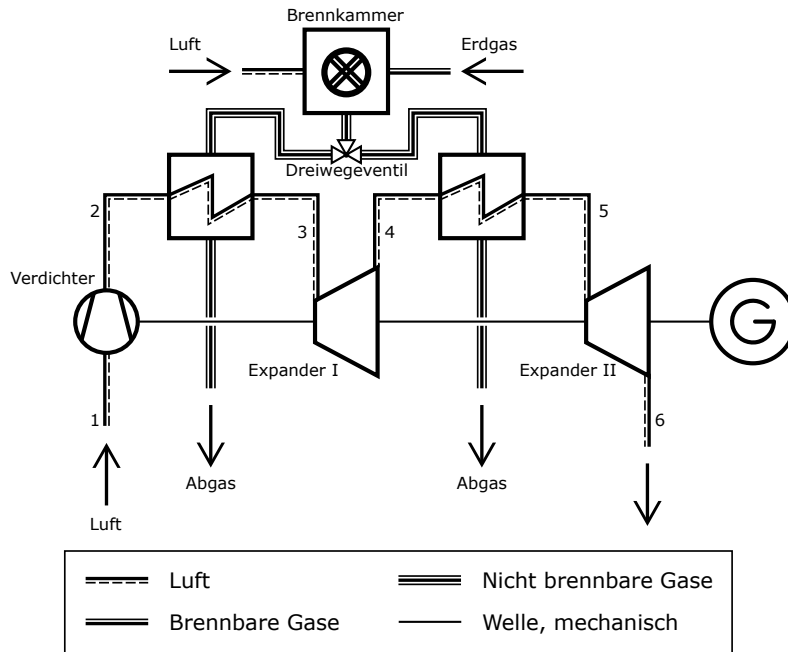 Brennkammer
Luft
Erdgas
Dreiwegeventil
2
3
4
5
Verdichter
Expander I
Expander II
G
1
6
Abgas
Abgas
Luft
Luft
Nicht brennbare Gase
Brennbare Gase
Welle, mechanisch